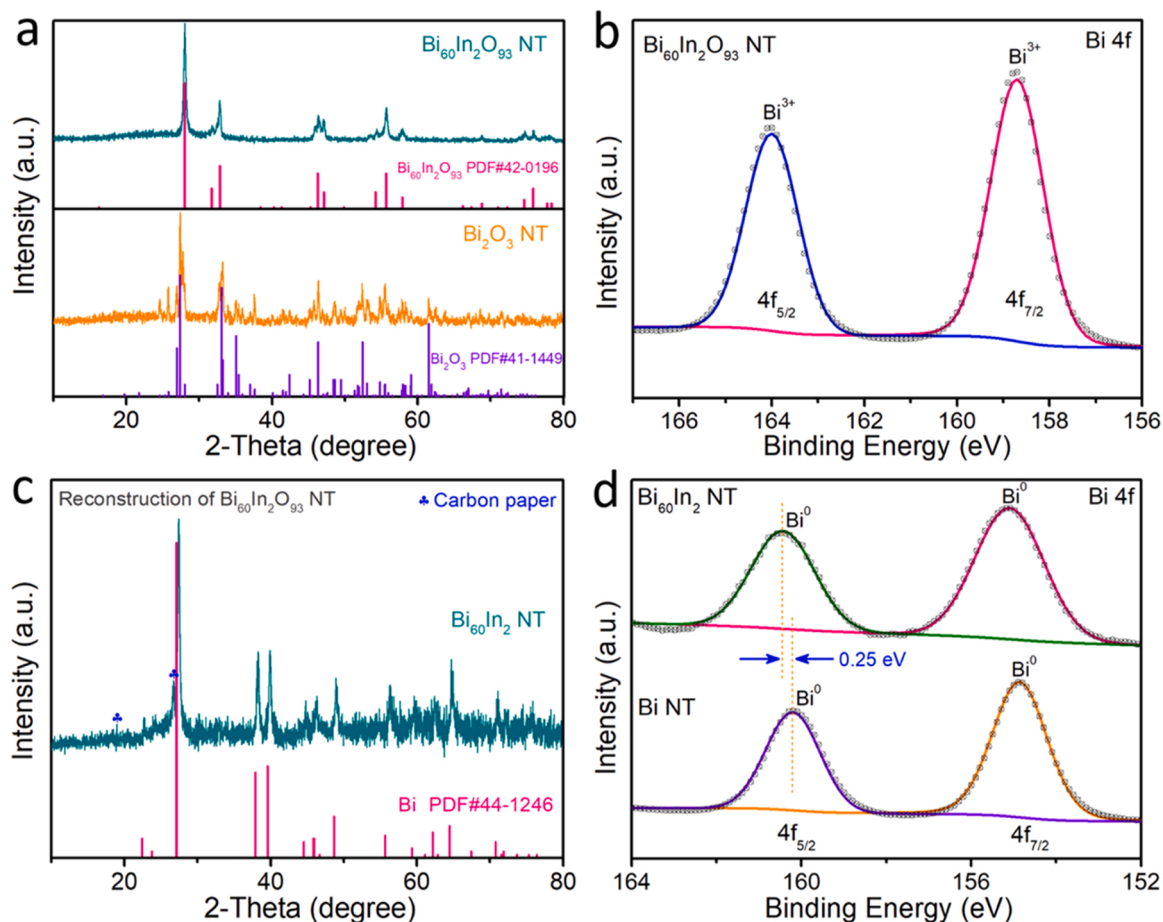 a
Bi₆₀In₂O₉₃ NT
Bi₆₀In₂O₉₃ PDF#42-0196
Bi₂O₃ NT
Bi₂O₃ PDF#41-1449
Intensity (a.u.)
20 40 60 80
2-Theta (degree)
b
Bi₆₀In₂O₉₃ NT
Bi 4f
Bi³⁺
Bi³⁺
4f₅/₂
4f₇/₂
Intensity (a.u.)
166 164 162 160 158 156
Binding Energy (eV)
c
Reconstruction of Bi₆₀In₂O₉₃ NT
♣ Carbon paper
Bi₆₀In₂ NT
♣
♣
Bi PDF#44-1246
Intensity (a.u.)
20 40 60 80
2-Theta (degree)
d
Bi₆₀In₂ NT
Bi 4f
Bi⁰
Bi⁰
0.25 eV
Bi NT
Bi⁰
Bi⁰
4f₅/₂
4f₇/₂
Intensity (a.u.)
164 160 155 152
Binding Energy (eV)